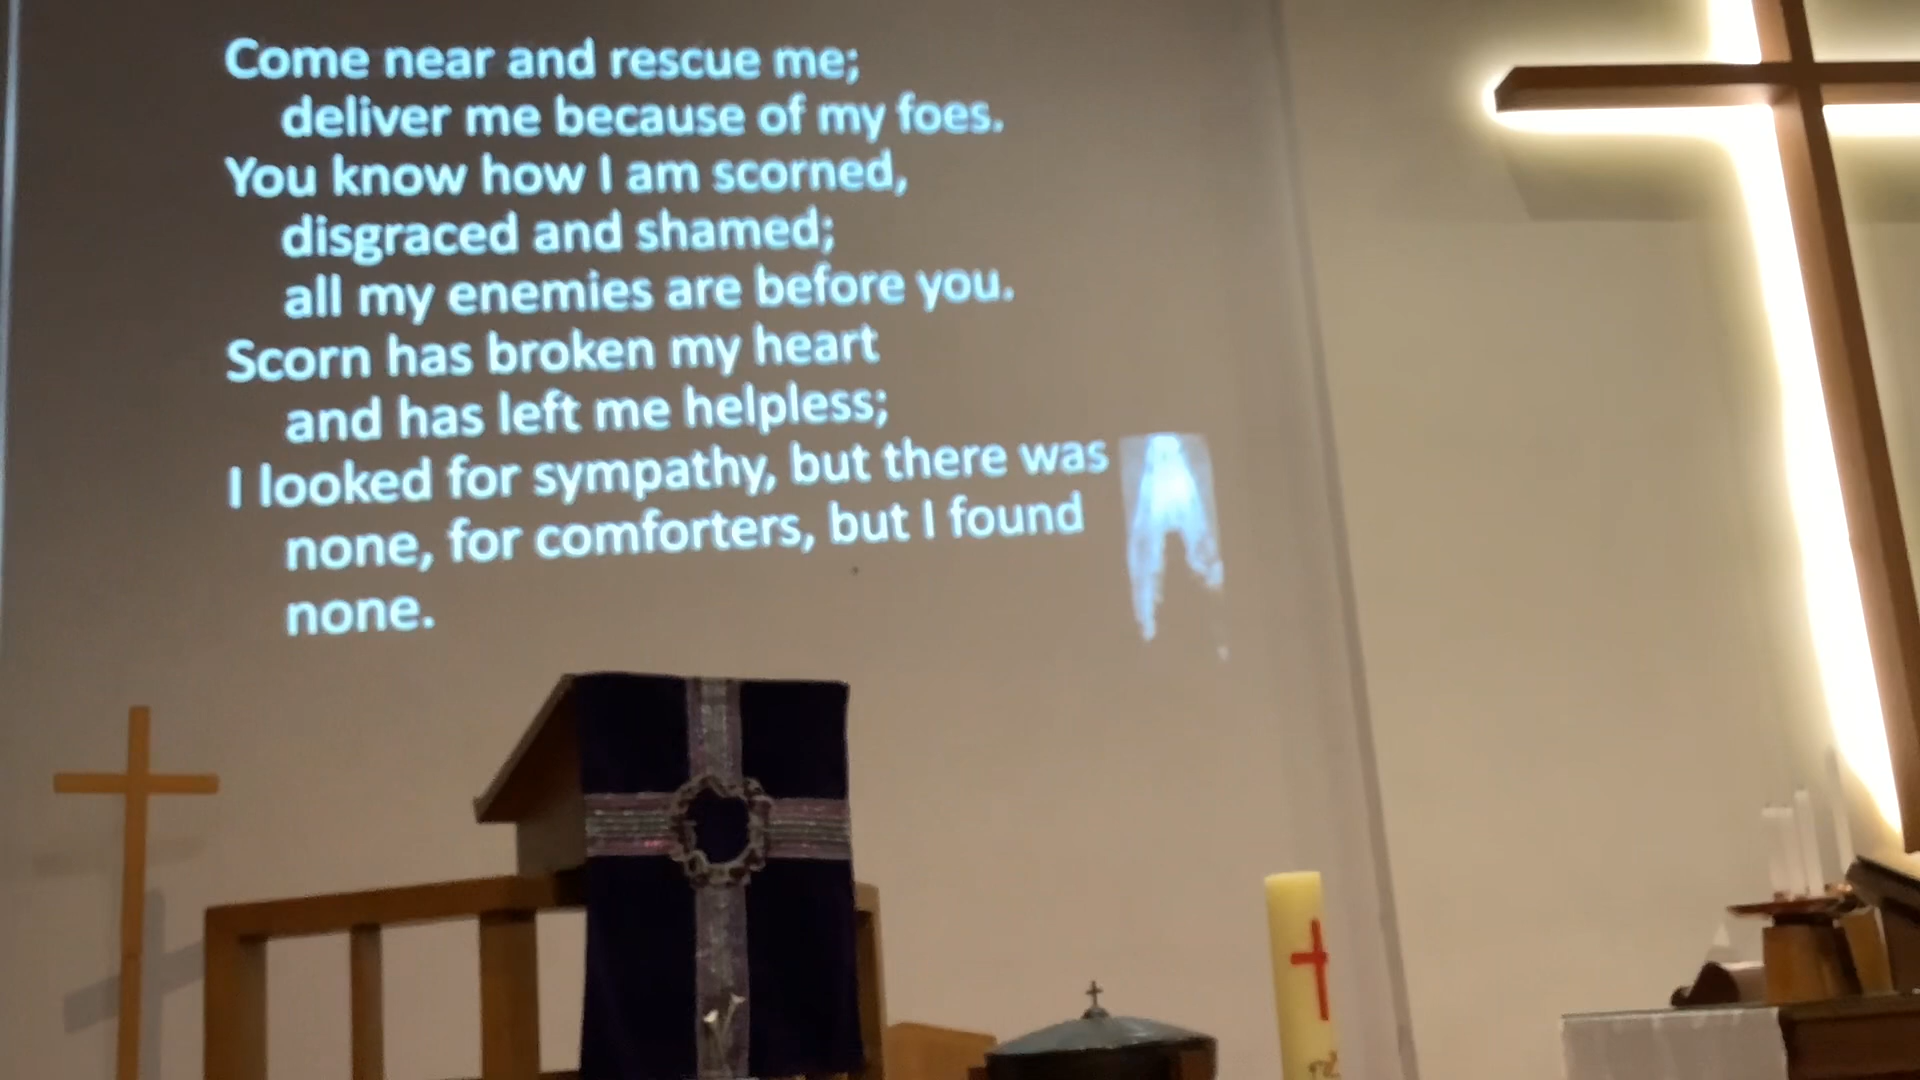 Come near and rescue me;
deliver me because of my foes.
You know how I am scorned,
disgraced and shamed;
all my enemies are before you.
Scorn has broken my heart
and has left me helpless;
I looked for sympathy, but there was
none, for comforters, but I found
none.